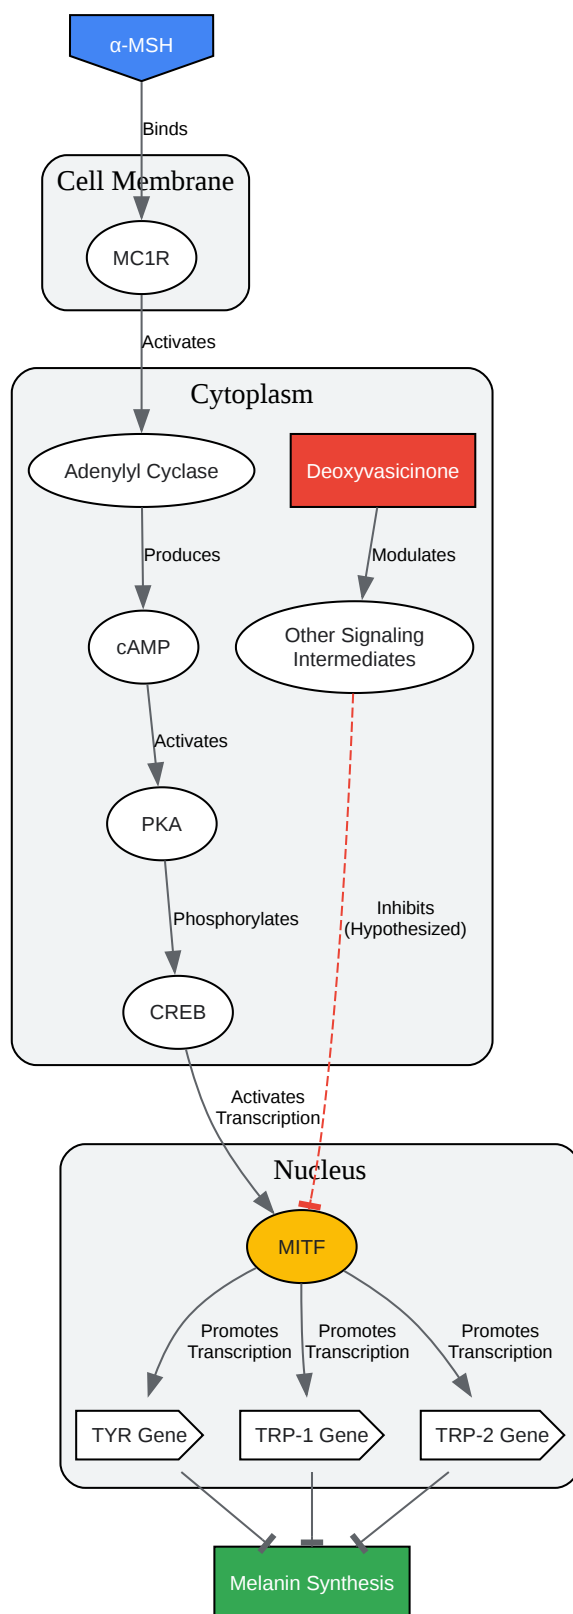 α-MSH
Binds
Cell Membrane
MC1R
Activates
Cytoplasm
Adenylyl Cyclase
Deoxyvasicinone
Produces
Modulates
cAMP
Other Signaling
Intermediates
Activates
PKA
Phosphorylates
Inhibits
(Hypothesized)
CREB
Activates
Transcription
Nucleus
MITF
Promotes
Transcription
Promotes
Transcription
Promotes
Transcription
TYR Gene
TRP-1 Gene
TRP-2 Gene
Melanin Synthesis